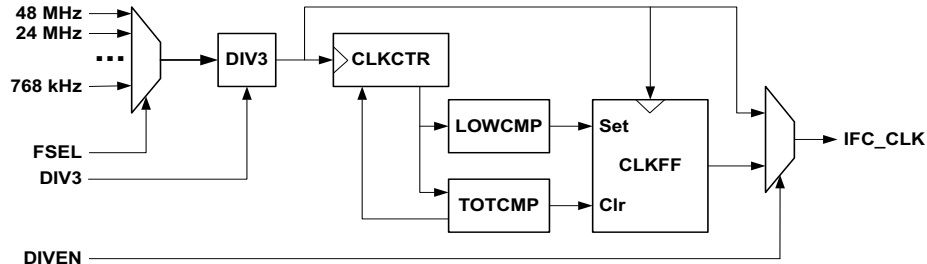 48 MHz
24 MHz
...
768 kHz
FSEL
DIV3
DIVEN
DIV3
CLKCTR
LOWCMP
TOTCMP
Set
CLKFF
Clr
IFC_CLK